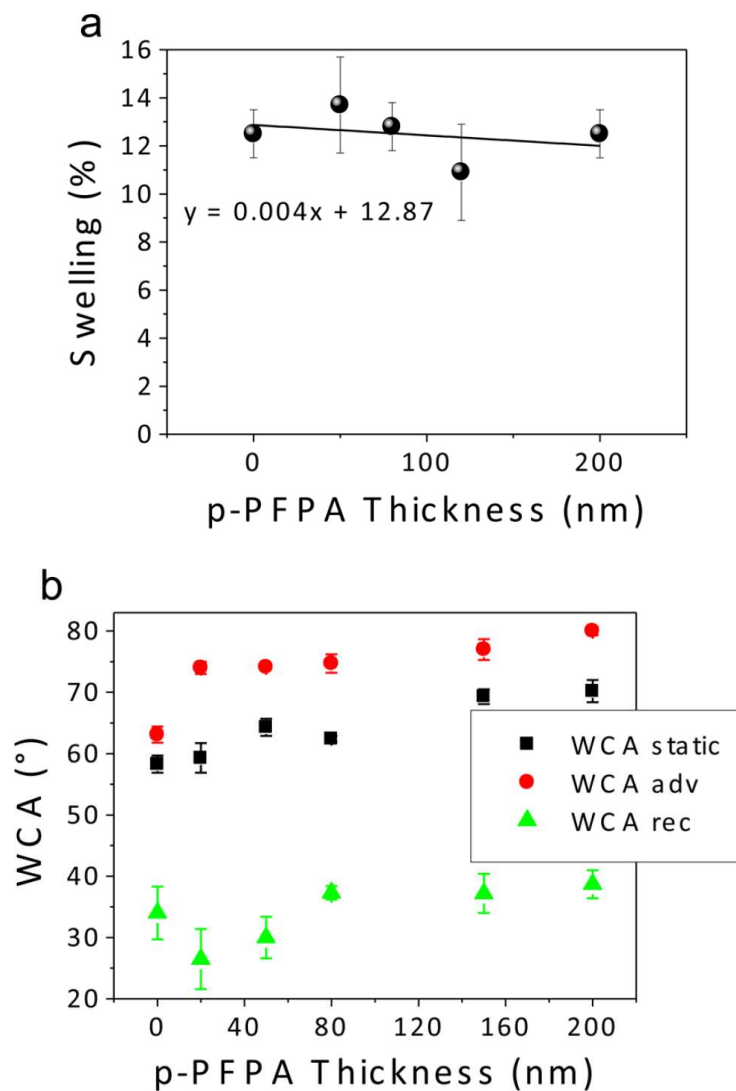 a
16
14
12
10
8
6
4
2
0
Swelling (%)
y = 0.004x + 12.87
0 100 200
p-PFPA Thickness (nm)
b
80
70
60
50
40
30
20
WCA (°)
WCA static
WCA adv
WCA rec
0 40 80 120 160 200
p-PFPA Thickness (nm)